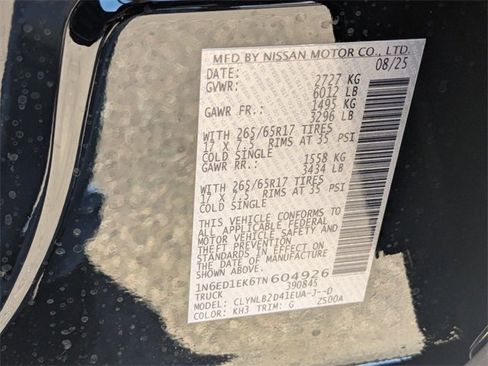 MFD BY NISSAN MOTOR CO., LTD.
DATE: 08/25
GVWR: 2727 KG
6012 LB
GAWR FR.: 1495 KG
3296 LB
WITH 265/65R17 TIRES
17 X 7.5 RIMS AT 35 PSI
COLD SINGLE
GAWR RR.: 1558 KG
3434 LB
WITH 265/65R17 TIRES
17 X 7.5 RIMS AT 35 PSI
COLD SINGLE
THIS VEHICLE CONFORMS TO
ALL APPLICABLE FEDERAL
MOTOR VEHICLE SAFETY AND
THEFT PREVENTION
STANDARDS IN EFFECT ON
THE DATE OF MANUFACTURE
SHOWN ABOVE.
1N6ED1EK6TN604926
TRUCK 390845
MODEL: CLYNLB2D41EUA-J--D
COLOR: KH3 TRIM: G ZS00A